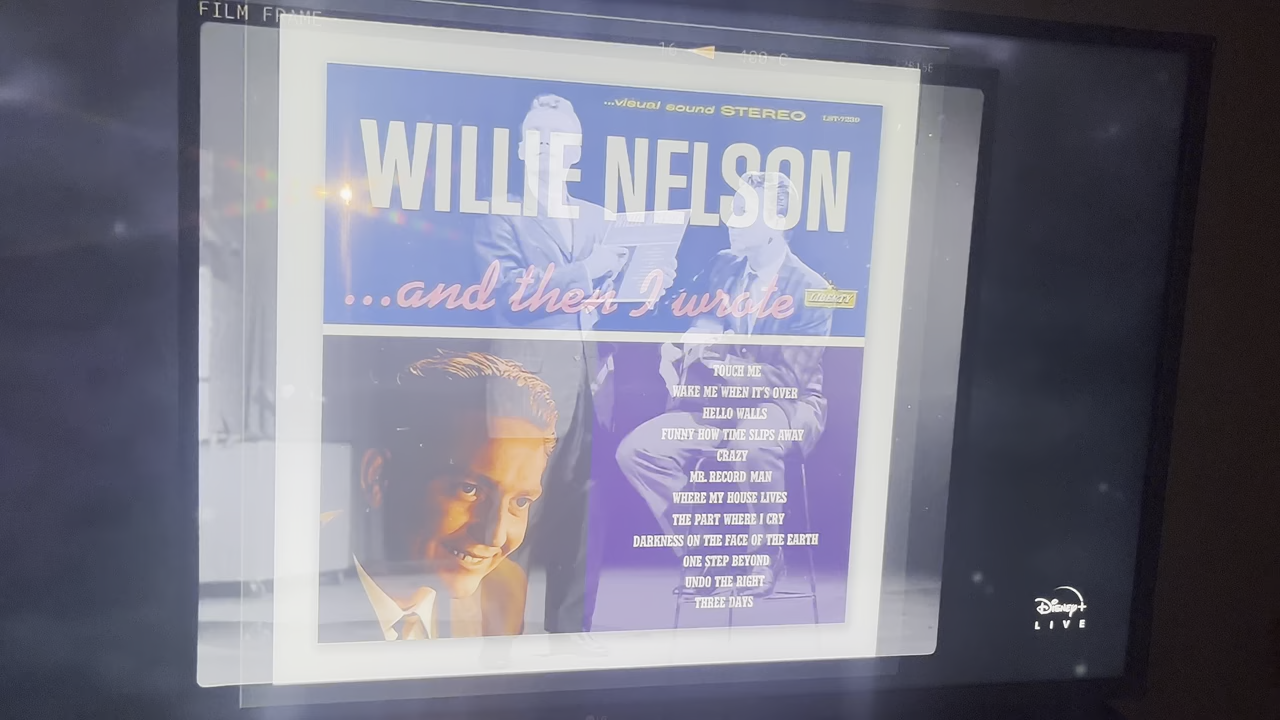 FILM FRAME
16 400 C
...visual sound STEREO
LST-7239
WILLIE NELSON
...and then I wrote
LIBERTY
TOUCH ME
WAKE ME WHEN IT'S OVER
HELLO WALLS
FUNNY HOW TIME SLIPS AWAY
CRAZY
MR. RECORD MAN
WHERE MY HOUSE LIVES
THE PART WHERE I CRY
DARKNESS ON THE FACE OF THE EARTH
ONE STEP BEYOND
UNDO THE RIGHT
THREE DAYS
Disney+
LIVE